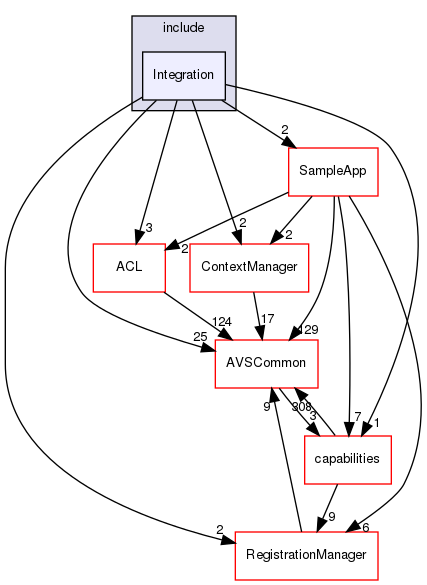 include
Integration
2
SampleApp
3
2
2
2
ACL
ContextManager
124
17
129
25
AVSCommon
9
308
3
7
1
capabilities
9
2
6
RegistrationManager